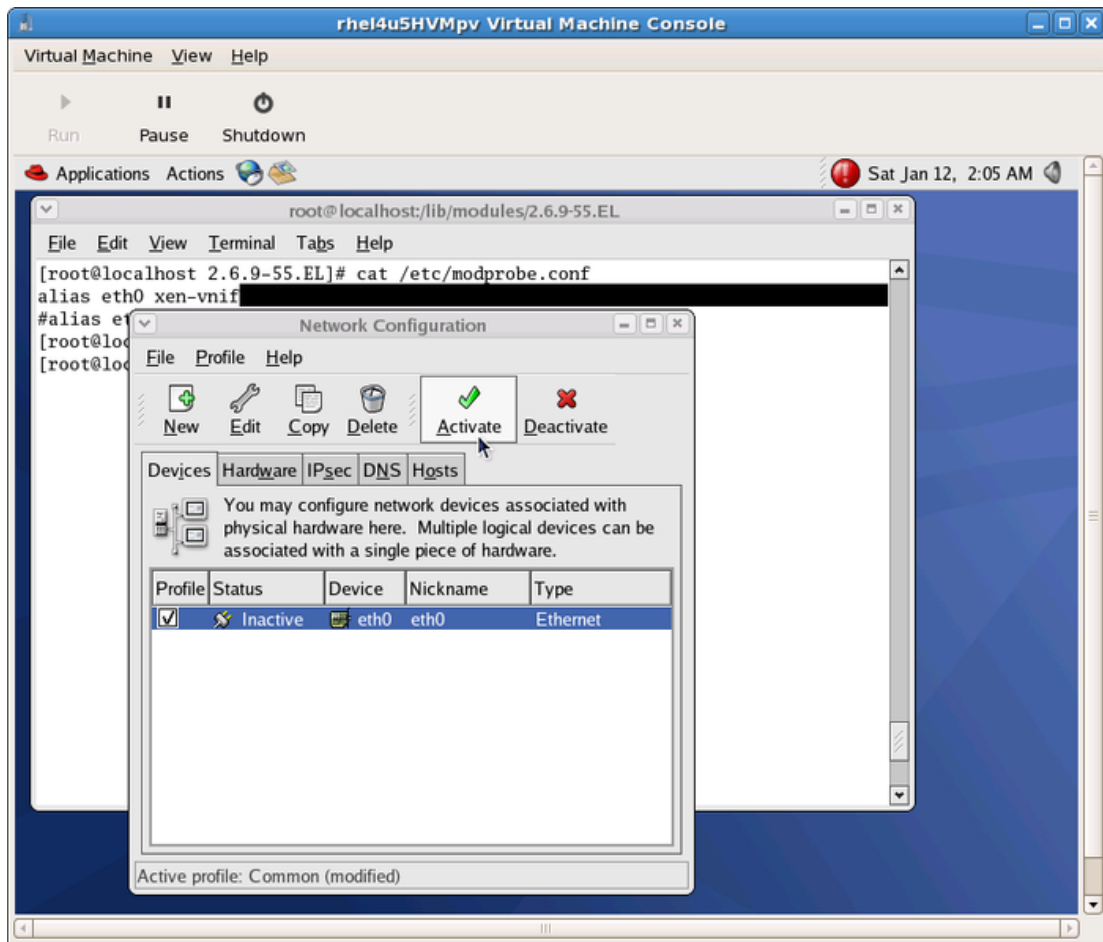 rhel4u5HVMpv Virtual Machine Console
Virtual Machine View Help
Run Pause Shutdown
Applications Actions Sat Jan 12, 2:05 AM
root@localhost:/lib/modules/2.6.9-55.EL
File Edit View Terminal Tabs Help
[root@localhost 2.6.9-55.EL]# cat /etc/modprobe.conf
alias eth0 xen-vnif
#alias et
[root@loc
[root@loc
Network Configuration
File Profile Help
New Edit Copy Delete Activate Deactivate
Devices Hardware IPsec DNS Hosts
You may configure network devices associated with
physical hardware here. Multiple logical devices can be
associated with a single piece of hardware.
Profile Status Device Nickname Type
Inactive eth0 eth0 Ethernet
Active profile: Common (modified)